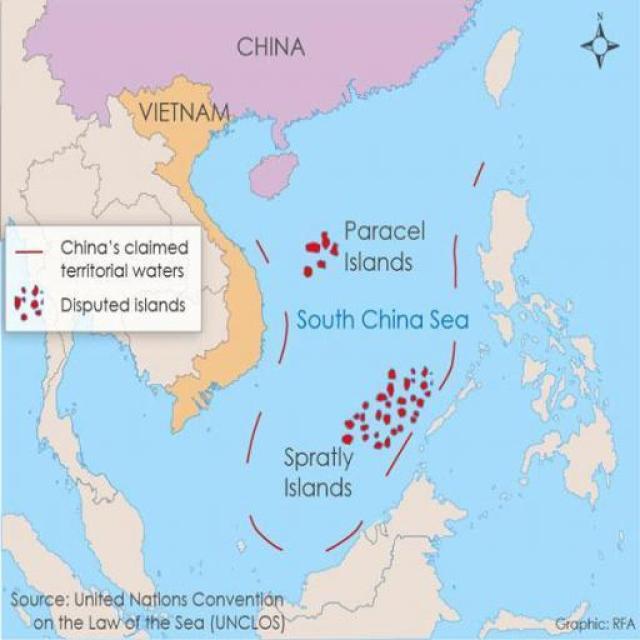 N
CHINA
VIETNAM
China's claimed
territorial waters
Disputed islands
Paracel
Islands
South China Sea
Spratly
Islands
Source: United Nations Convention
on the Law of the Sea (UNCLOS)
Graphic: RFA